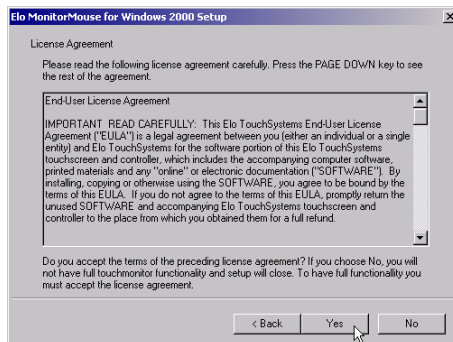 Elo MonitorMouse for Windows 2000 Setup
License Agreement
Please read the following license agreement carefully. Press the PAGE DOWN key to see
the rest of the agreement.
End-User License Agreement
IMPORTANT  READ CAREFULLY:  This Elo TouchSystems End-User License
Agreement ("EULA") is a legal agreement between you (either an individual or a single
entity) and Elo TouchSystems for the software portion of this Elo TouchSystems
touchscreen and controller, which includes the accompanying computer software,
printed materials and any "online" or electronic documentation ("SOFTWARE").  By
installing, copying or otherwise using the SOFTWARE, you agree to be bound by the
terms of this EULA.  If you do not agree to the terms of this EULA, promptly return the
unused SOFTWARE and accompanying Elo TouchSystems touchscreen and
controller to the place from which you obtained them for a full refund.
Do you accept the terms of the preceding license agreement? If you choose No, you will
not have full touchmonitor functionality and setup will close. To have full functionallity you
must accept the license agreement.
< Back
Yes
No